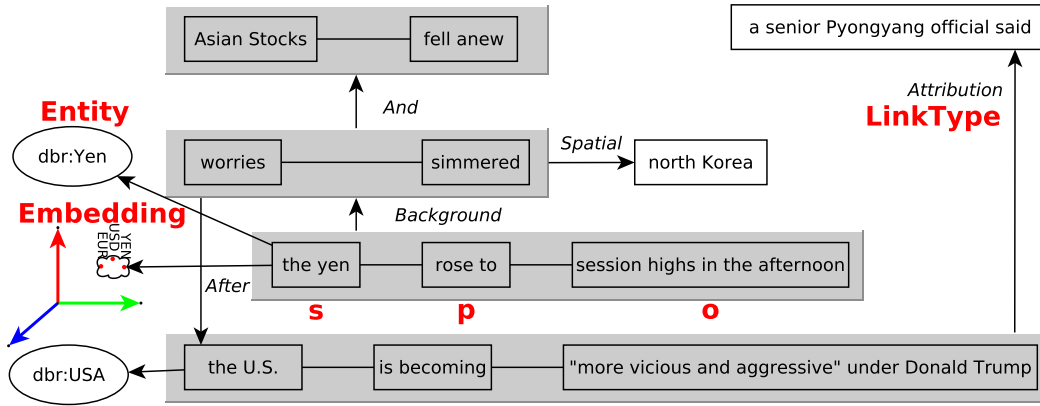 Asian Stocks
fell anew
a senior Pyongyang official said
And
Attribution
LinkType
Entity
dbr:Yen
worries
simmered
Spatial
north Korea
Embedding
Background
YEN
USD
EUR
the yen
rose to
session highs in the afternoon
After
s
p
o
dbr:USA
the U.S.
is becoming
"more vicious and aggressive" under Donald Trump